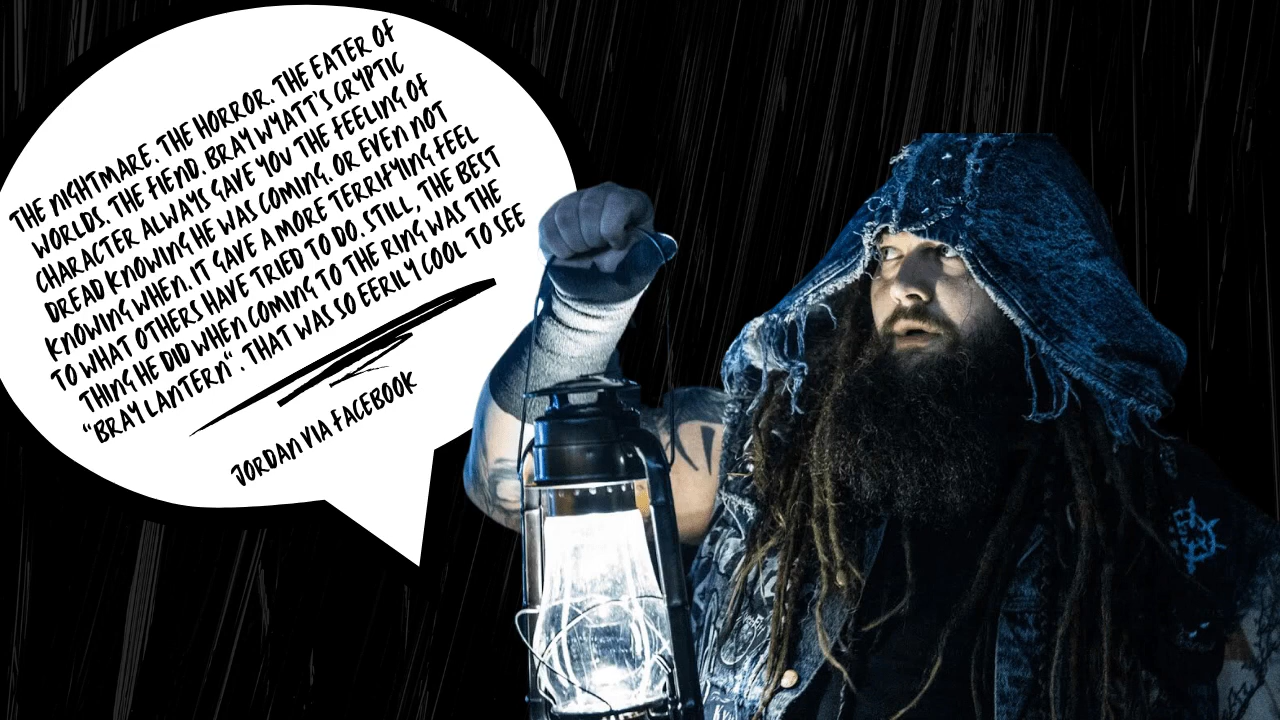 THE NIGHTMARE. THE HORROR. THE EATER OF
WORLDS. THE FIEND. BRAY WYATT'S CRYPTIC
CHARACTER ALWAYS GAVE YOU THE FEELING OF
DREAD KNOWING HE WAS COMING. OR EVEN NOT
KNOWING WHEN. IT GAVE A MORE TERRIFYING FEEL
TO WHAT OTHERS HAVE TRIED TO DO. STILL, THE BEST
THING HE DID WHEN COMING TO THE RING WAS THE
"BRAY LANTERN". THAT WAS SO EERILY COOL TO SEE
JORDAN VIA FACEBOOK